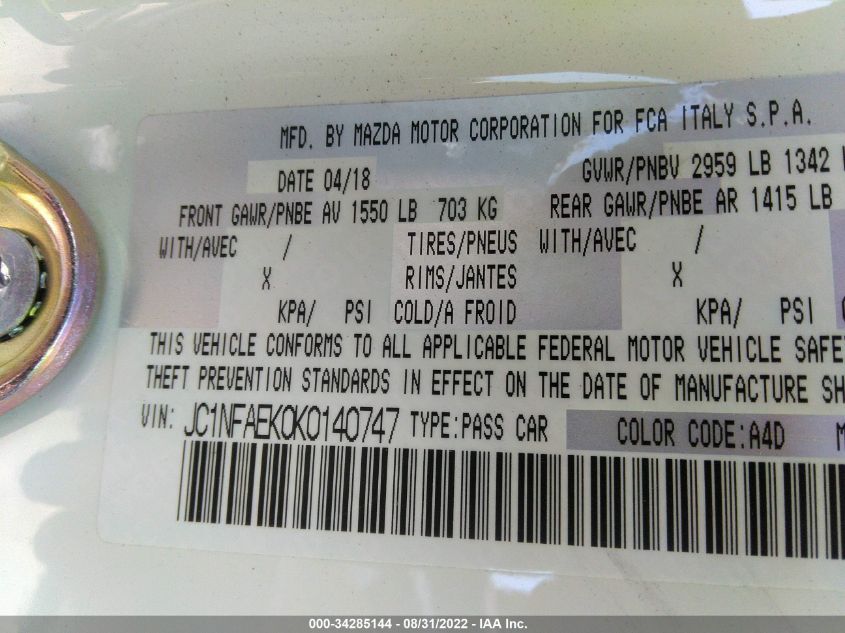 MFD. BY MAZDA MOTOR CORPORATION FOR FCA ITALY S.P.A.
DATE 04/18 GVWR/PNBV 2959 LB 1342
FRONT GAWR/PNBE AV 1550 LB 703 KG REAR GAWR/PNBE AR 1415 LB
WITH/AVEC / TIRES/PNEUS WITH/AVEC /
X RIMS/JANTES X
KPA/ PSI COLD/A FROID KPA/ PSI
THIS VEHICLE CONFORMS TO ALL APPLICABLE FEDERAL MOTOR VEHICLE SAFE
THEFT PREVENTION STANDARDS IN EFFECT ON THE DATE OF MANUFACTURE SH
VIN: JC1NFAEK0K0140747 TYPE:PASS CAR COLOR CODE:A4D M
000-34285144 - 08/31/2022 - IAA Inc.